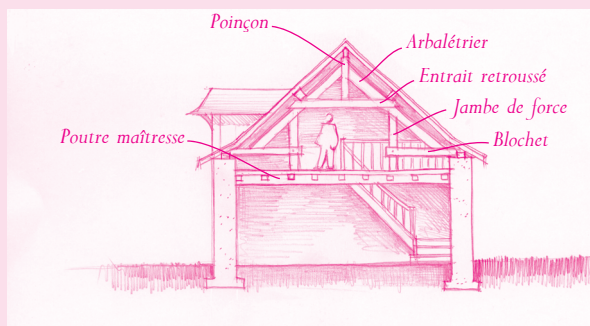 Poinçon
Arbalétrier
Entrait retroussé
Jambe de force
Poutre maîtresse
Blochet